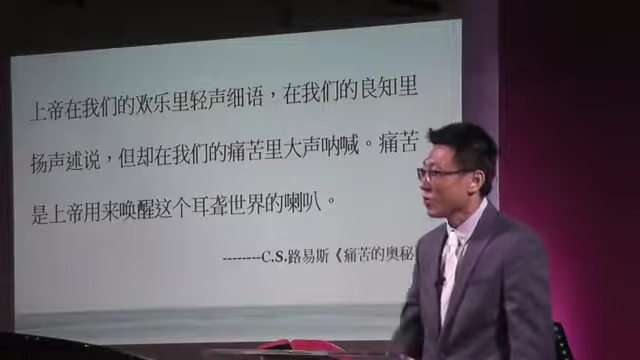 上帝在我们的欢乐里轻声细语，在我们的良知里
扬声述说，但却在我们的痛苦里大声呐喊。痛苦
是上帝用来唤醒这个耳聋世界的喇叭。
--------C.S.路易斯《痛苦的奥秘